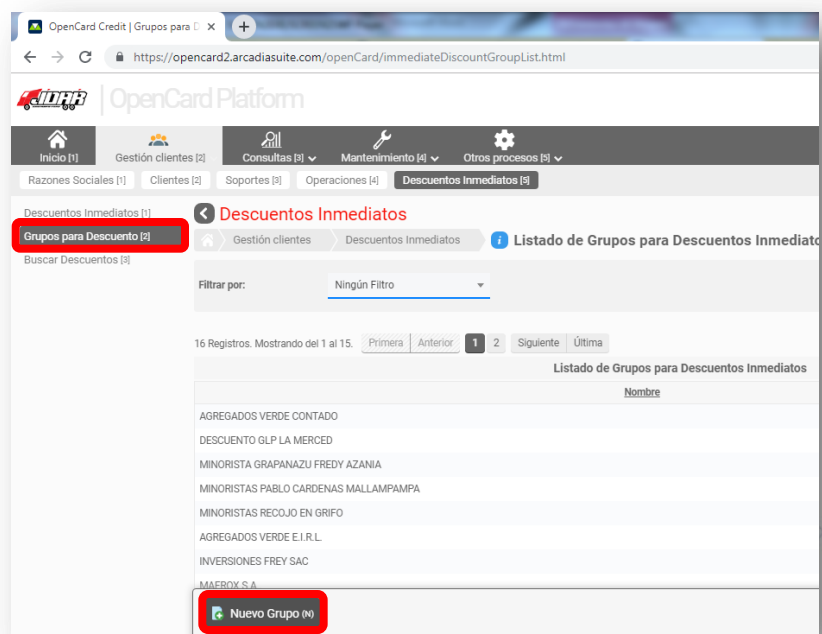 OpenCard Credit | Grupos para D
https://opencard2.arcadiasuite.com/openCard/immediateDiscountGroupList.html
JIDAR OpenCard Platform
Inicio [1] Gestión clientes [2] Consultas [3] Mantenimiento [4] Otros procesos [5]
Razones Sociales [1] Clientes [2] Soportes [3] Operaciones [4] Descuentos Inmediatos [5]
Descuentos Inmediatos [1]
Grupos para Descuento [2]
Buscar Descuentos [3]
Descuentos Inmediatos
Gestión clientes Descuentos Inmediatos Listado de Grupos para Descuentos Inmediato
Filtrar por: Ningún Filtro
16 Registros. Mostrando del 1 al 15. Primera Anterior 1 2 Siguiente Última
Listado de Grupos para Descuentos Inmediatos
Nombre
AGREGADOS VERDE CONTADO
DESCUENTO GLP LA MERCED
MINORISTA GRAPANAZU FREDY AZANIA
MINORISTAS PABLO CARDENAS MALLAMPAMPA
MINORISTAS RECOJO EN GRIFO
AGREGADOS VERDE E.I.R.L.
INVERSIONES FREY SAC
MAFROX S.A.
Nuevo Grupo (N)